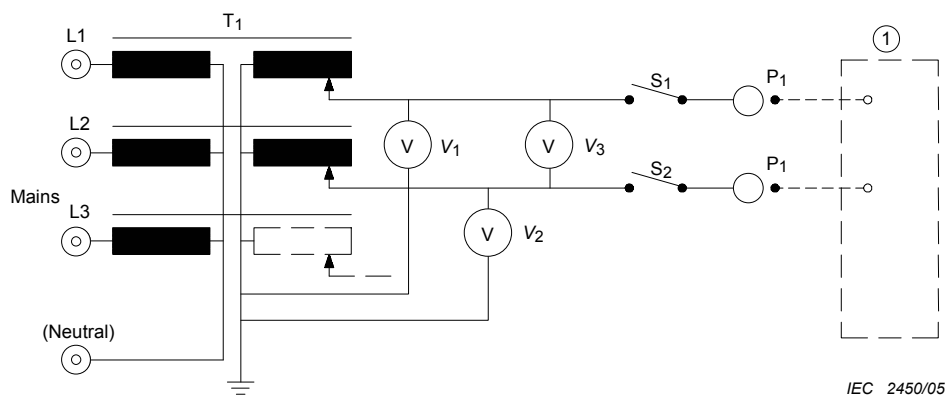 T1
L1
L2
L3
Mains
(Neutral)
V
V1
V
V3
V
V2
S1
P1
S2
P1
1
IEC 2450/05